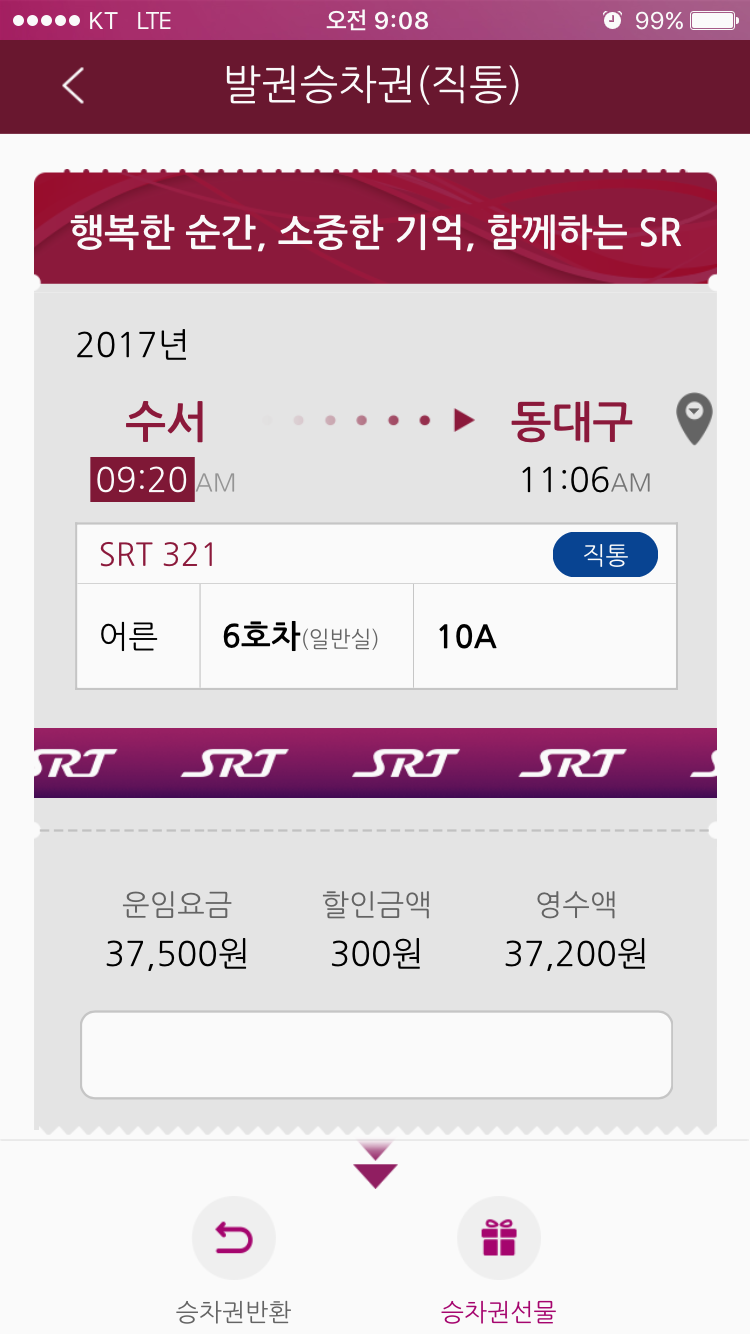 KT LTE 오전 9:08 99%
발권승차권(직통)
행복한 순간, 소중한 기억, 함께하는 SR
2017년
수서 동대구
09:20AM 11:06AM
SRT 321 직통
어른 6호차(일반실) 10A
SRT SRT SRT SRT S
운임요금 할인금액 영수액
37,500원 300원 37,200원
승차권반환 승차권선물